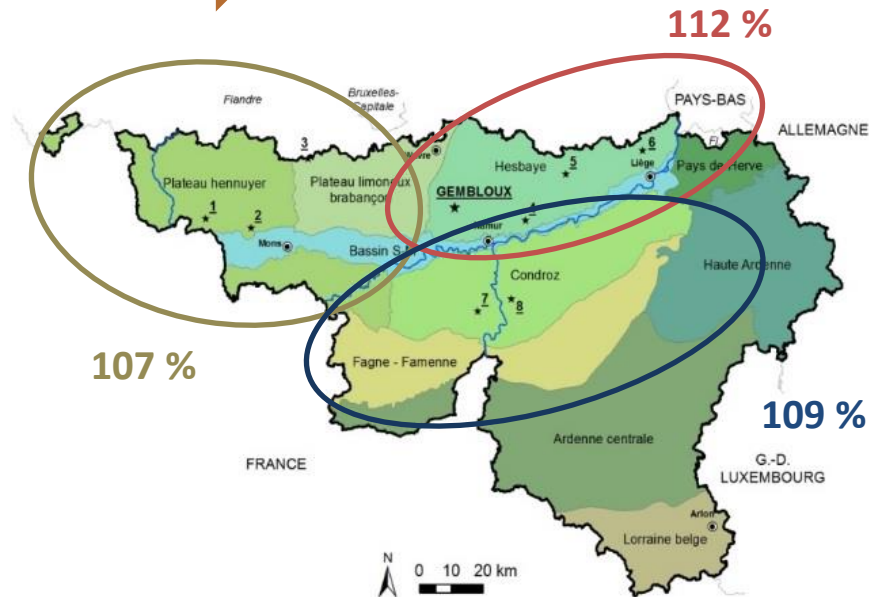 112 %
Flandre
Bruxelles-
Capitale
PAYS-BAS
ALLEMAGNE
3
6
Hesbaye
5
Liège
Pays de Herve
Plateau hennuyer
Plateau limoneux
brabançon
GEMBLOUX
1
2
4
Namur
Mons
Bassin
Condroz
Haute Ardenne
7
8
107 %
Fagne - Famenne
109 %
Ardenne centrale
FRANCE
G.-D.
LUXEMBOURG
Arlon
Lorraine belge
N
0 10 20 km